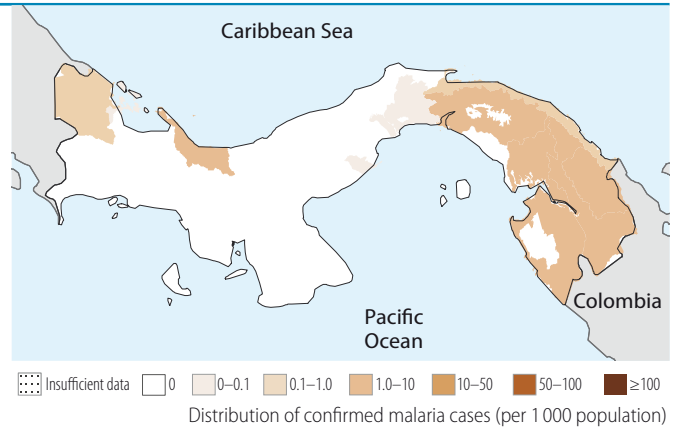 Caribbean Sea
Pacific
Ocean
Colombia
Insufficient data 0 0–0.1 0.1–1.0 1.0–10 10–50 50–100 ≥100
Distribution of confirmed malaria cases (per 1 000 population)